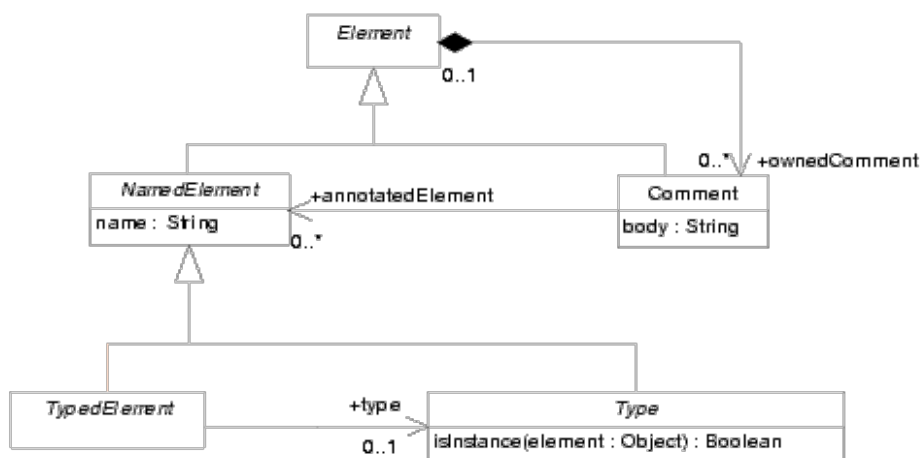 Element
0..1
0..* +ownedComment
NamedElement
name : String
+annotatedElement
0..*
Comment
body : String
TypedElement
+type
0..1
Type
isInstance(element : Object) : Boolean